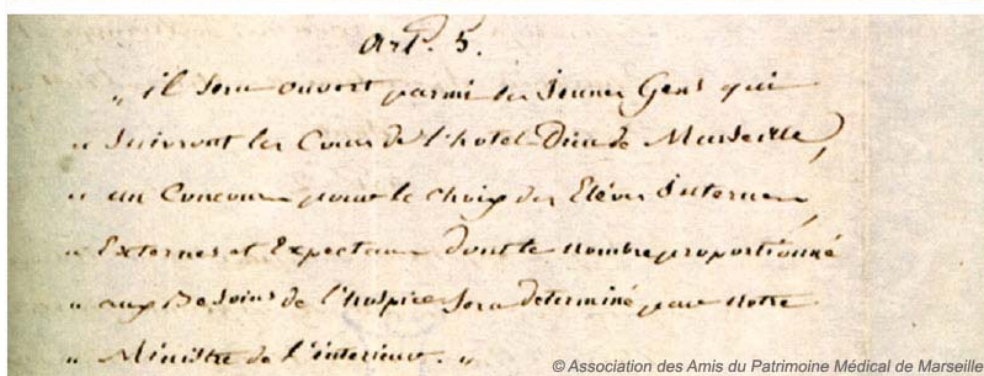 Art. 5.
" il sera ouvert parmi les Jeunes Gens qui
" Suivront les Cours de l'hotel-Dieu de Marseille,
" un Concours pour le choix des Elèves Internes,
" Externes et Expectans dont le nombre proportionné
" aux Besoins de l'hospice sera determiné par notre
" Ministre de l'interieur. "
© Association des Amis du Patrimoine Médical de Marseille